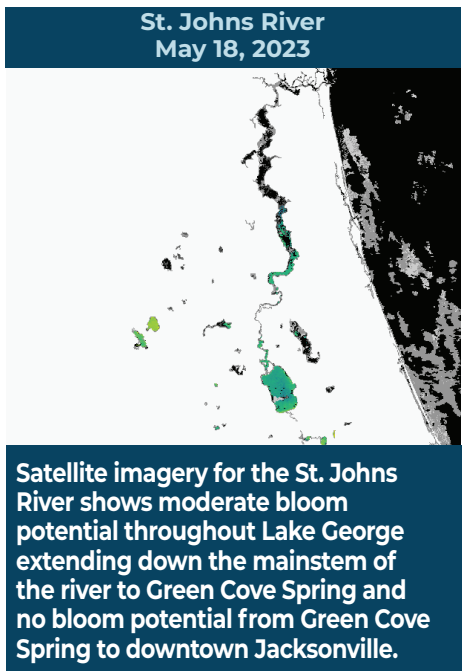 St. Johns River
May 18, 2023
Satellite imagery for the St. Johns
River shows moderate bloom
potential throughout Lake George
extending down the mainstem of
the river to Green Cove Spring and
no bloom potential from Green Cove
Spring to downtown Jacksonville.